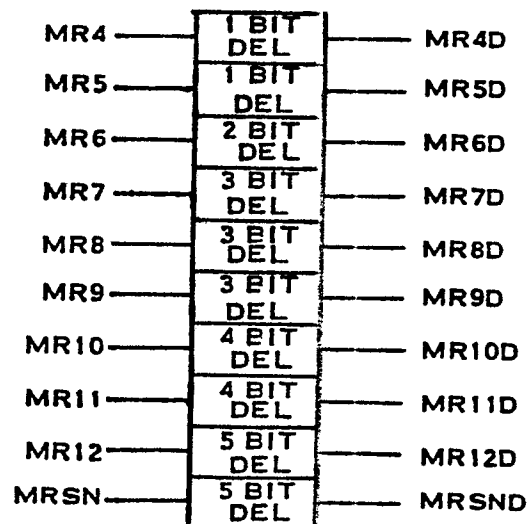 MR4 1 BIT DEL MR4D
MR5 1 BIT DEL MR5D
MR6 2 BIT DEL MR6D
MR7 3 BIT DEL MR7D
MR8 3 BIT DEL MR8D
MR9 3 BIT DEL MR9D
MR10 4 BIT DEL MR10D
MR11 4 BIT DEL MR11D
MR12 5 BIT DEL MR12D
MRSN 5 BIT DEL MRSND